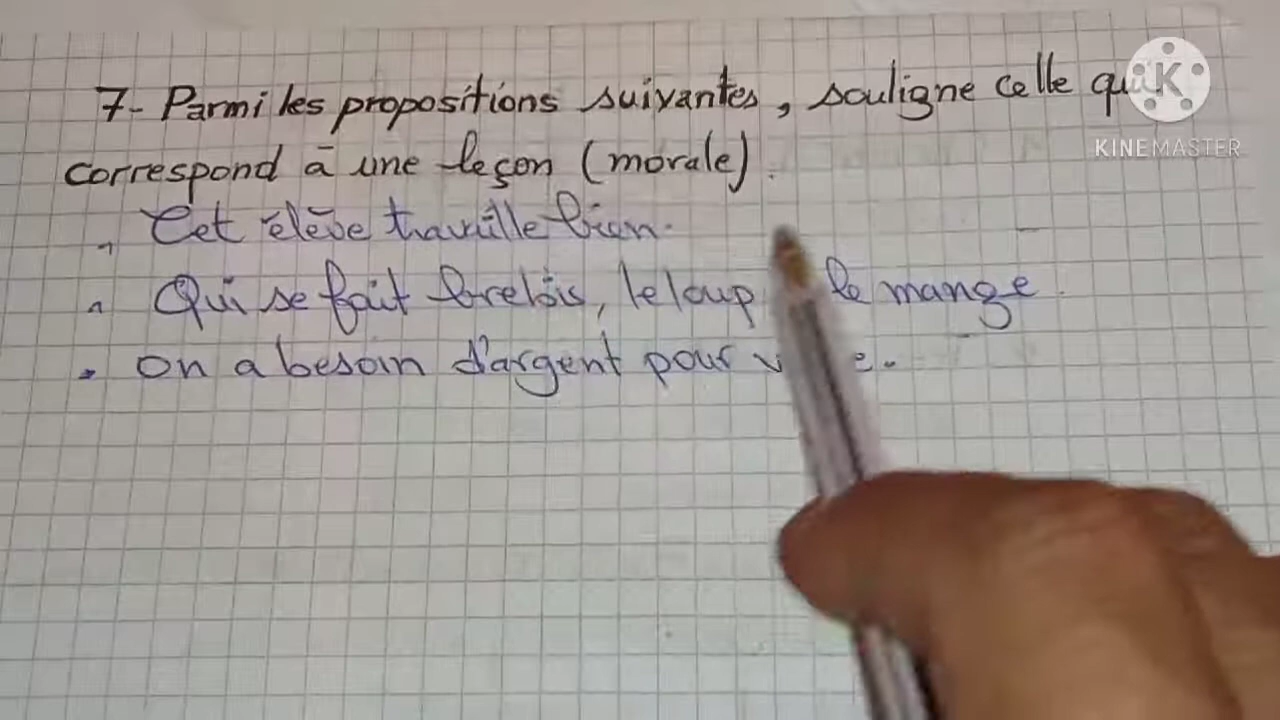 7- Parmi les propositions suivantes, souligne celle qui
correspond à une leçon (morale).
- Cet élève travaille bien.
- Qui se fait brebis, le loup le mange.
- On a besoin d'argent pour
K
KINEMASTER